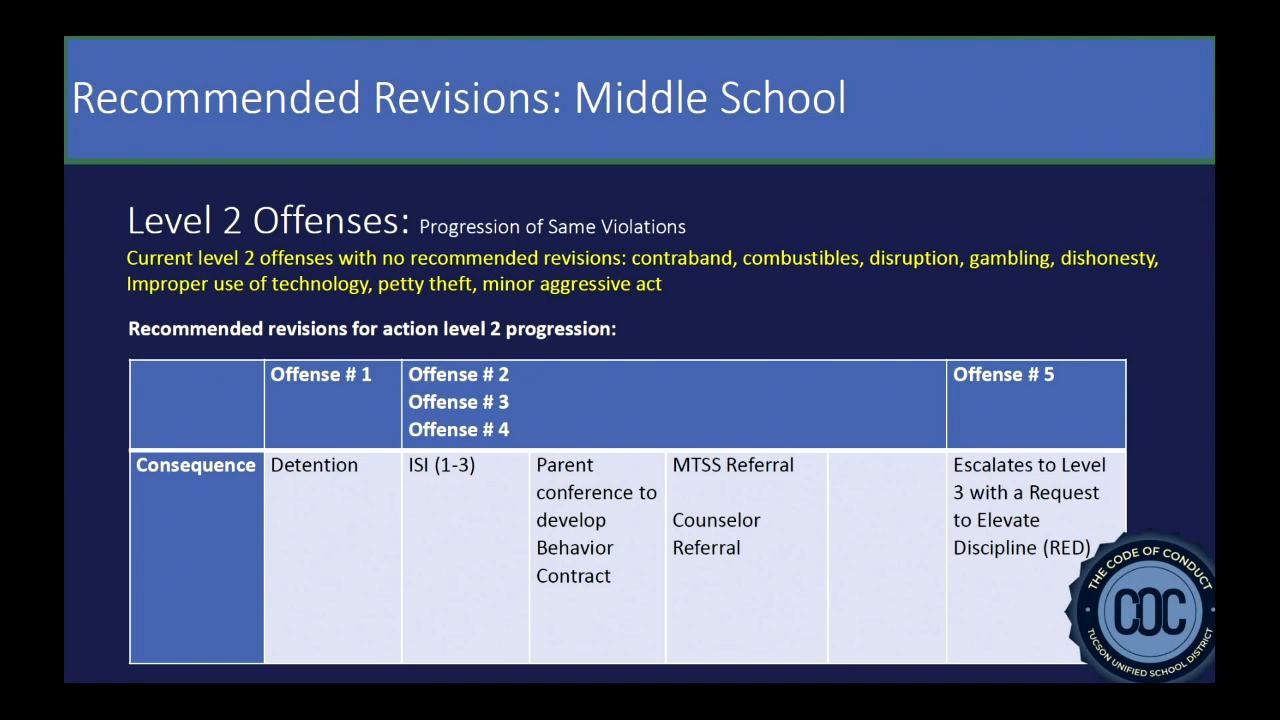 Recommended Revisions: Middle School
Level 2 Offenses: Progression of Same Violations
Current level 2 offenses with no recommended revisions: contraband, combustibles, disruption, gambling, dishonesty,
Improper use of technology, petty theft, minor aggressive act
Recommended revisions for action level 2 progression:
Offense # 1
Offense # 2
Offense # 3
Offense # 4
Offense # 5
Consequence
Detention
ISI (1-3)
Parent
conference to
develop
Behavior
Contract
MTSS Referral
Counselor
Referral
Escalates to Level
3 with a Request
to Elevate
Discipline (RED)
THE CODE OF CONDUCT
COC
TUCSON UNIFIED SCHOOL DISTRICT